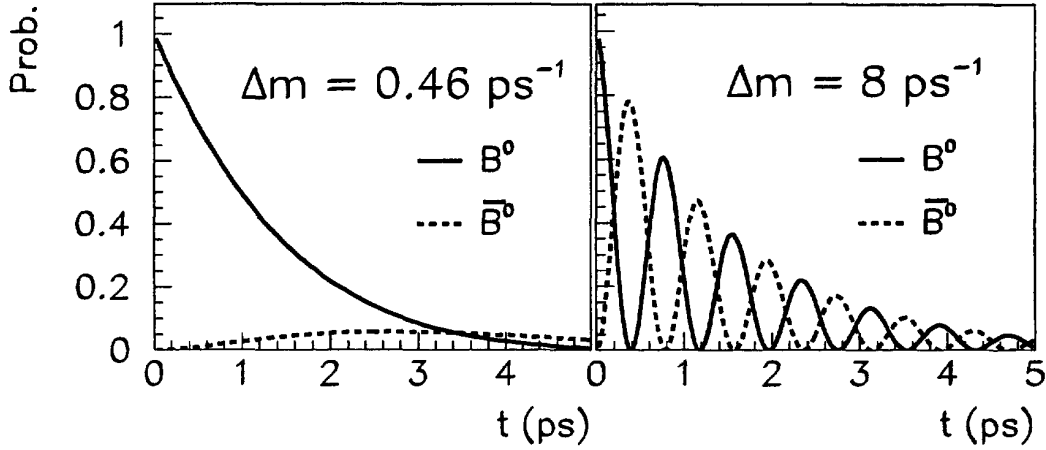 Prob.
1
0.8
0.6
0.4
0.2
0
Δm = 0.46 ps⁻¹
B⁰
B̅⁰
Δm = 8 ps⁻¹
B⁰
B̅⁰
0 1 2 3 4
0 1 2 3 4 5
t (ps)
t (ps)